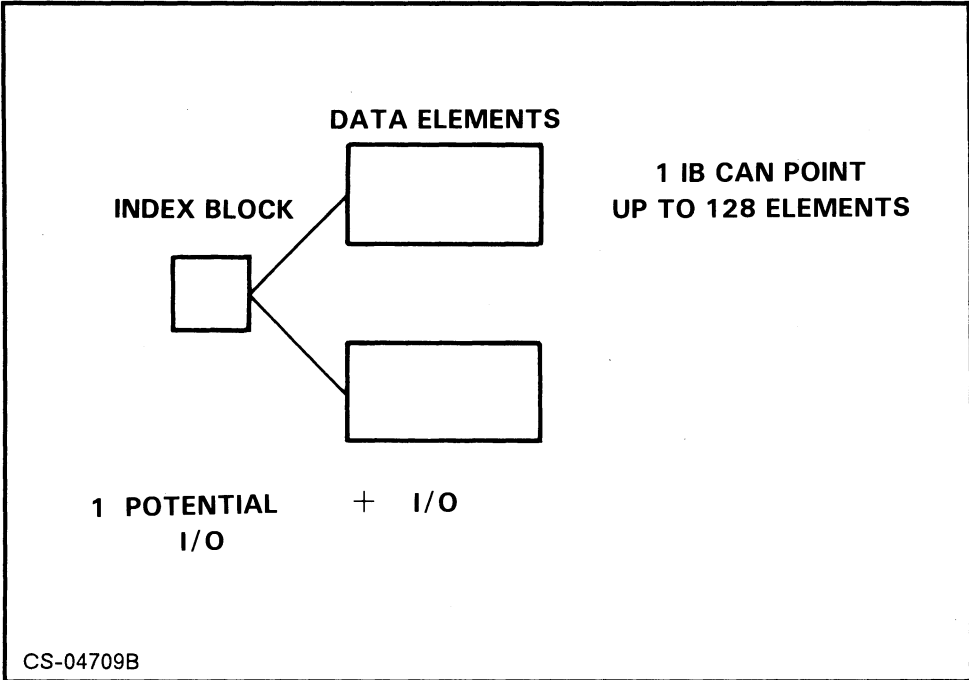 DATA ELEMENTS
1 IB CAN POINT
UP TO 128 ELEMENTS
INDEX BLOCK
1 POTENTIAL + I/O
I/O
CS-04709B